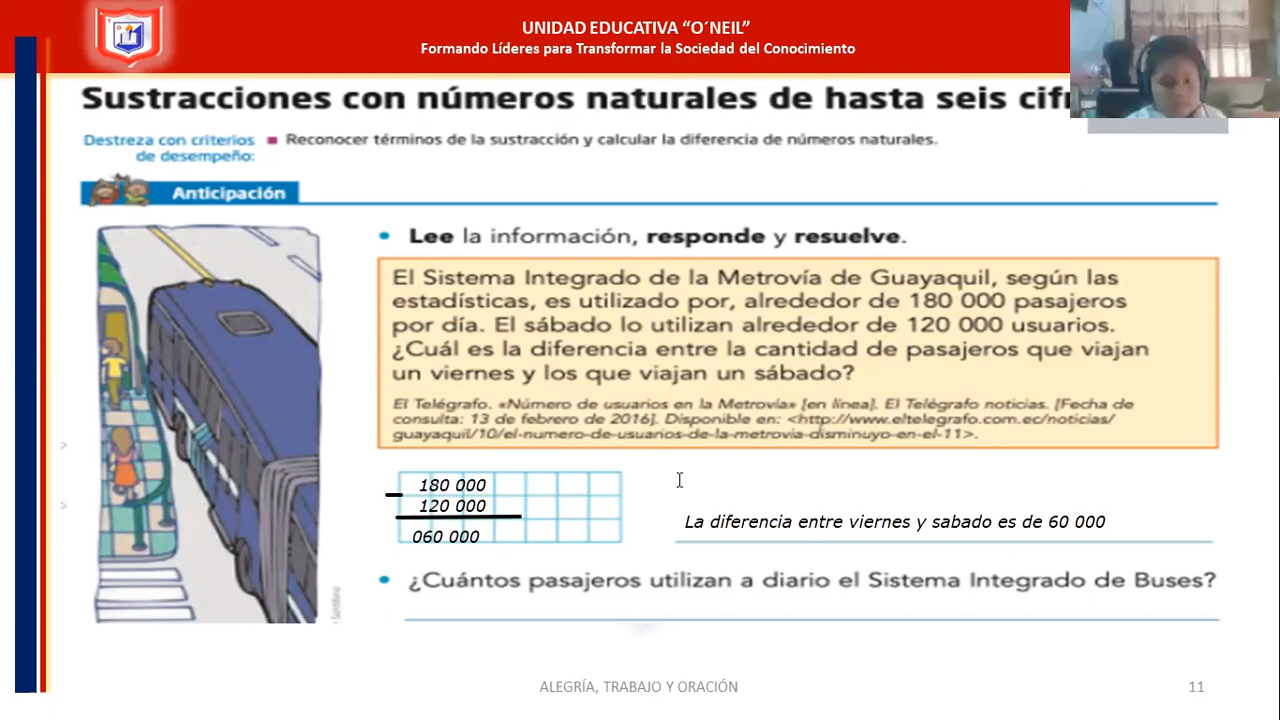 UNIDAD EDUCATIVA “O´NEIL”
Formando Líderes para Transformar la Sociedad del Conocimiento
Sustracciones con números naturales de hasta seis
Destreza con criterios de desempeño:
■ Reconocer términos de la sustracción y calcular la diferencia de números naturales.
Anticipación
• Lee la información, responde y resuelve.
El Sistema Integrado de la Metrovía de Guayaquil, según las
estadísticas, es utilizado por, alrededor de 180 000 pasajeros
por día. El sábado lo utilizan alrededor de 120 000 usuarios.
¿Cuál es la diferencia entre la cantidad de pasajeros que viajan
un viernes y los que viajan un sábado?
El Telégrafo. «Número de usuarios en la Metrovía» [en línea]. El Telégrafo noticias. [Fecha de
consulta: 13 de febrero de 2016]. Disponible en: <http://www.eltelegrafo.com.ec/noticias/
guayaquil/10/el-numero-de-usuarios-de-la-metrovia-disminuyo-en-el-11>.
180 000
120 000
060 000
La diferencia entre viernes y sabado es de 60 000
• ¿Cuántos pasajeros utilizan a diario el Sistema Integrado de Buses?
ALEGRÍA, TRABAJO Y ORACIÓN
11